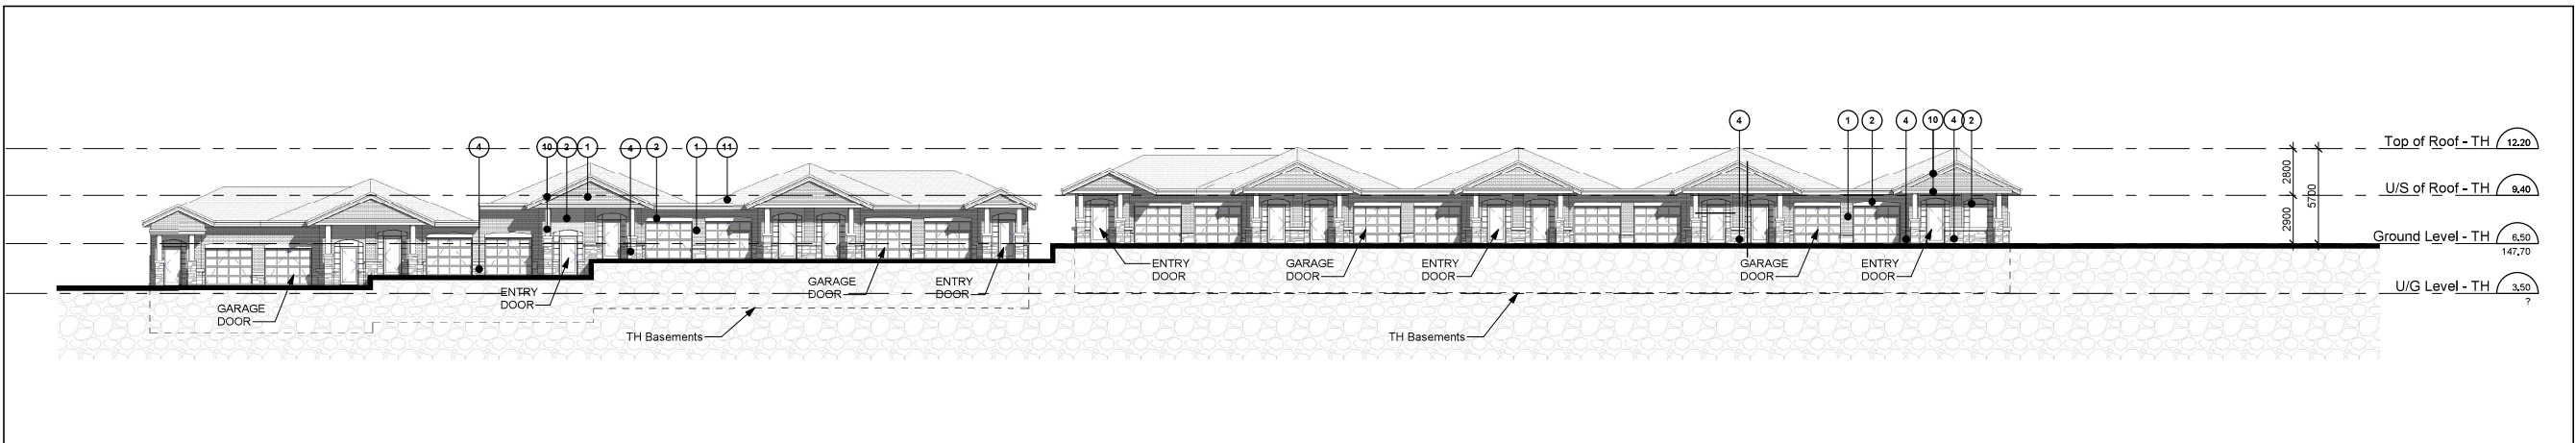 4
1
2
4
10
4
2
4
10
2
1
4
2
1
11
Top of Roof - TH 12.20
2800
5700
U/S of Roof - TH 9.40
2900
Ground Level - TH 6.50
147.70
ENTRY
DOOR
GARAGE
DOOR
ENTRY
DOOR
GARAGE
DOOR
ENTRY
DOOR
GARAGE
DOOR
ENTRY
DOOR
ENTRY
DOOR
GARAGE
DOOR
U/G Level - TH 3.50
?
TH Basements
TH Basements